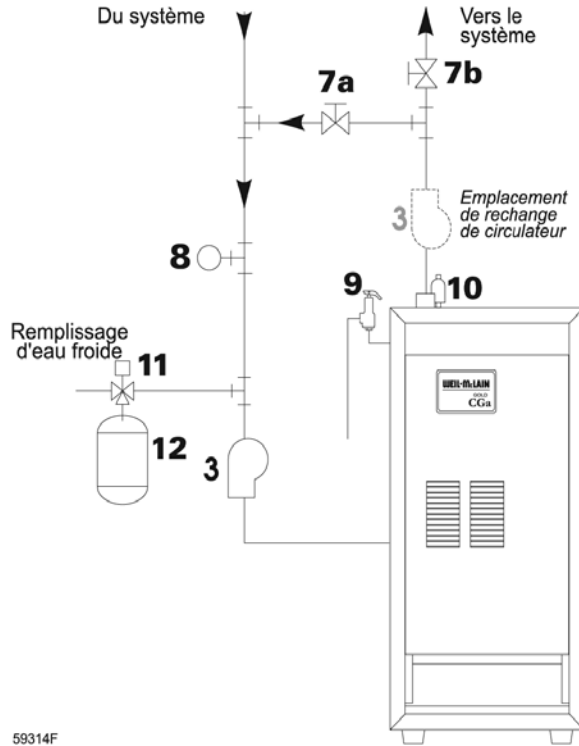 Du système
Vers le
système
7a
7b
3
Emplacement
de rechange
de circulateur
8
9
10
Remplissage
d'eau froide
11
WEIL-McLAIN
GOLD
CGa
12
3
59314F